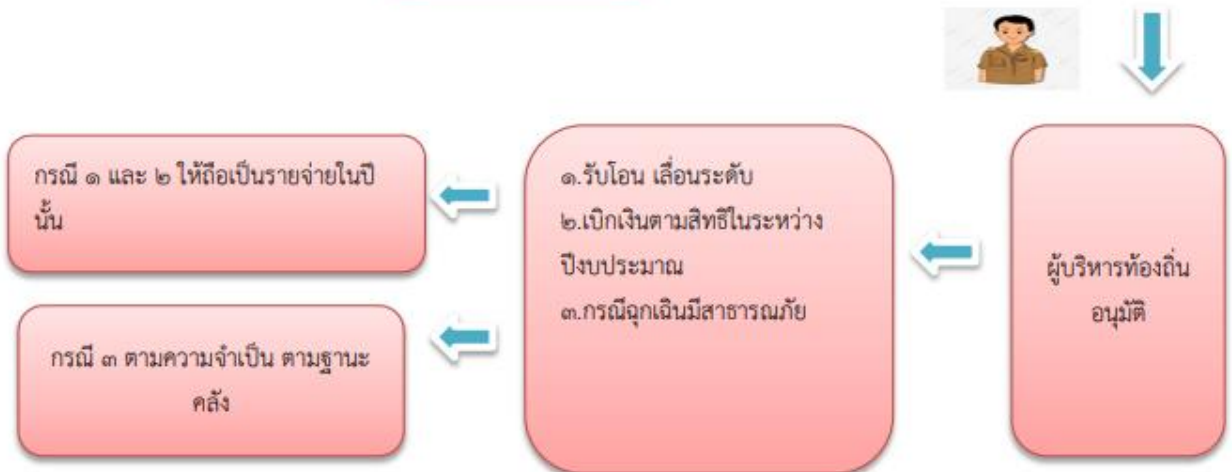 กรณี ๑ และ ๒ ให้ถือเป็นรายจ่ายในปี
นั้น
กรณี ๓ ตามความจำเป็น ตามฐานะ
คลัง
๑.รับโอน เลื่อนระดับ
๒.เบิกเงินตามสิทธิในระหว่าง
ปีงบประมาณ
๓.กรณีฉุกเฉินมีสาธารณภัย
ผู้บริหารท้องถิ่น
อนุมัติ